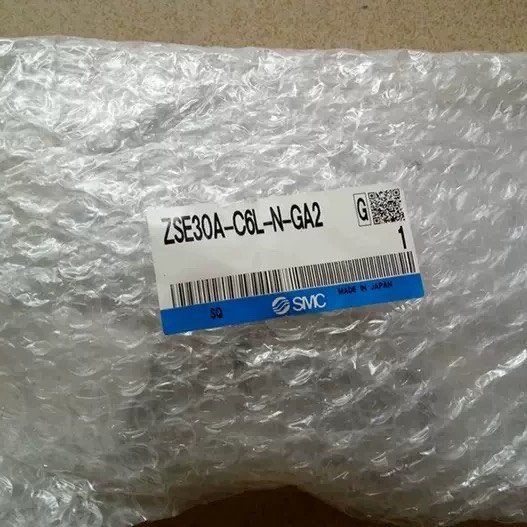 ZSE30A-C6L-N-GA2
G
1
SQ
SMC
MADE IN JAPAN